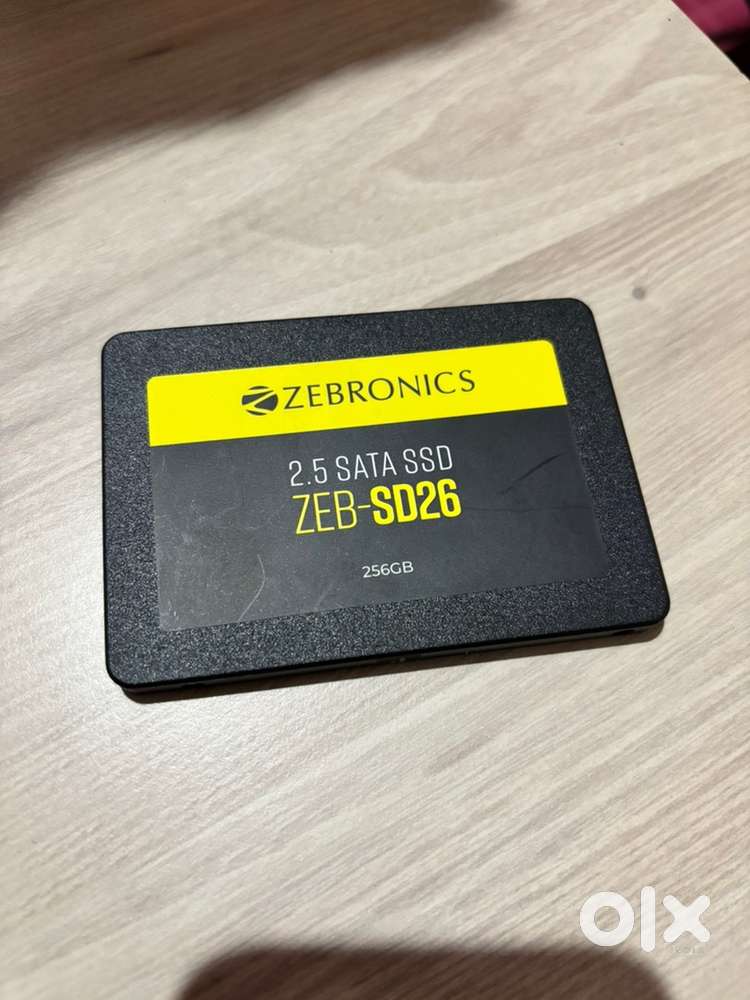 ZEBRONICS
2.5 SATA SSD
ZEB-SD26
256GB
olx